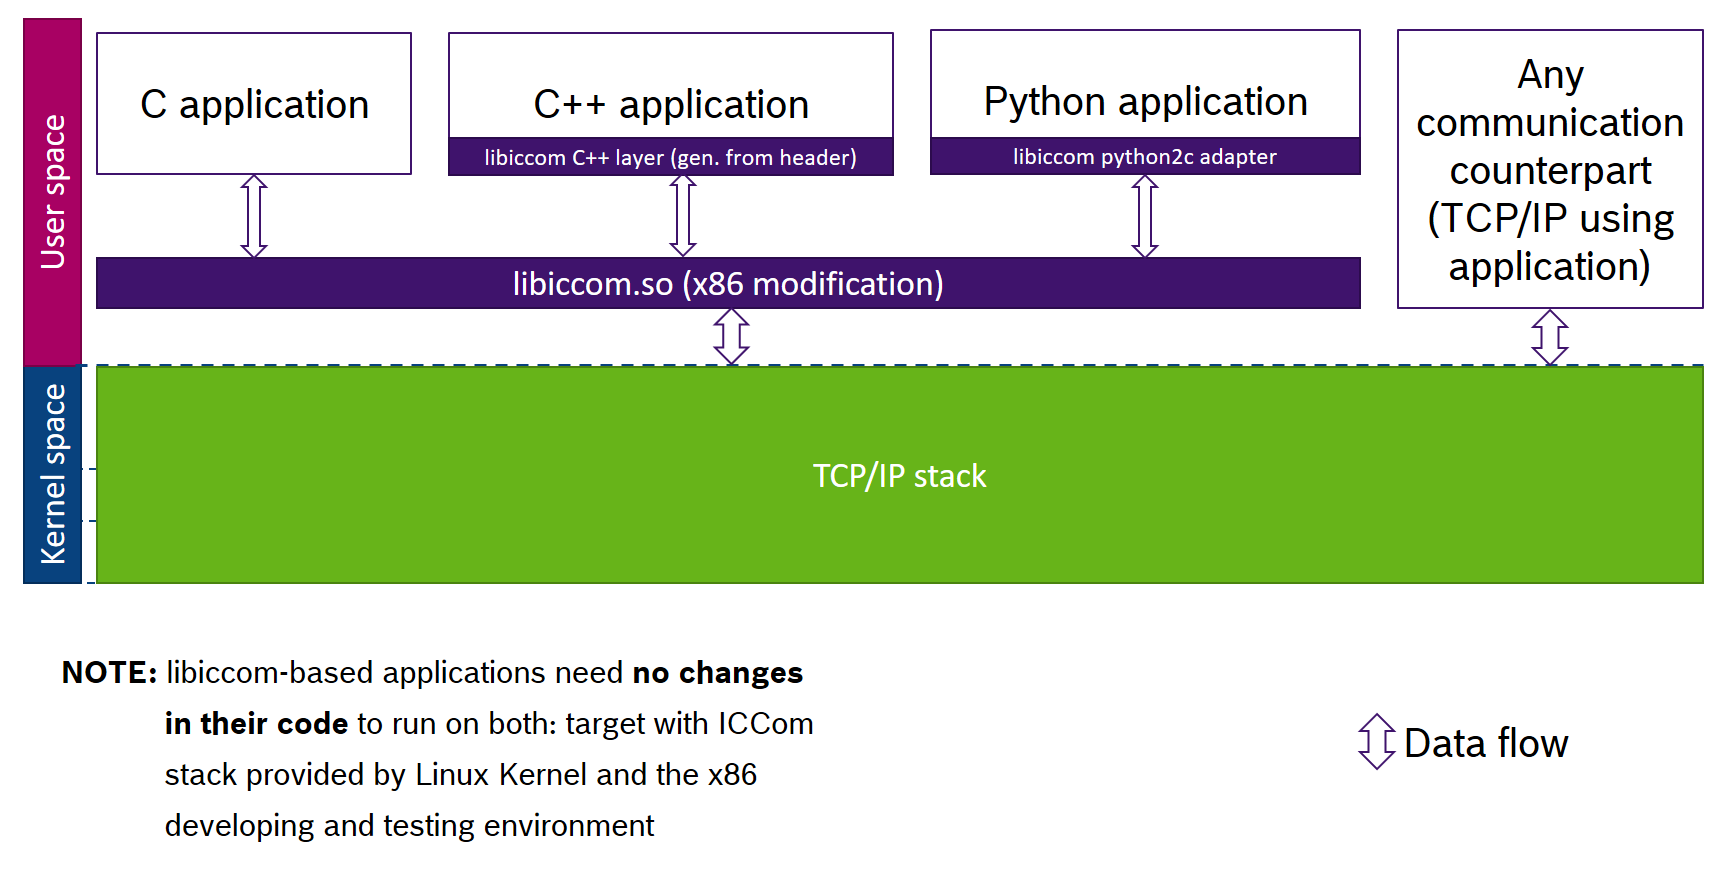 User space
C application
C++ application
libiccom C++ layer (gen. from header)
Python application
libiccom python2c adapter
Any
communication
counterpart
(TCP/IP using
application)
libiccom.so (x86 modification)
Kernel space
TCP/IP stack
NOTE: libiccom-based applications need no changes
in their code to run on both: target with ICCom
stack provided by Linux Kernel and the x86
developing and testing environment
Data flow